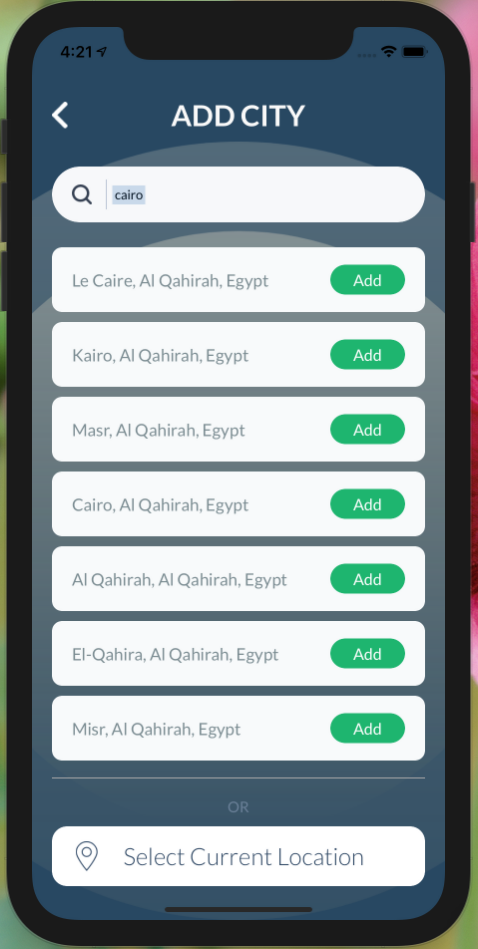 4:21
ADD CITY
cairo
Le Caire, Al Qahirah, Egypt
Add
Kairo, Al Qahirah, Egypt
Add
Masr, Al Qahirah, Egypt
Add
Cairo, Al Qahirah, Egypt
Add
Al Qahirah, Al Qahirah, Egypt
Add
El-Qahira, Al Qahirah, Egypt
Add
Misr, Al Qahirah, Egypt
Add
OR
Select Current Location